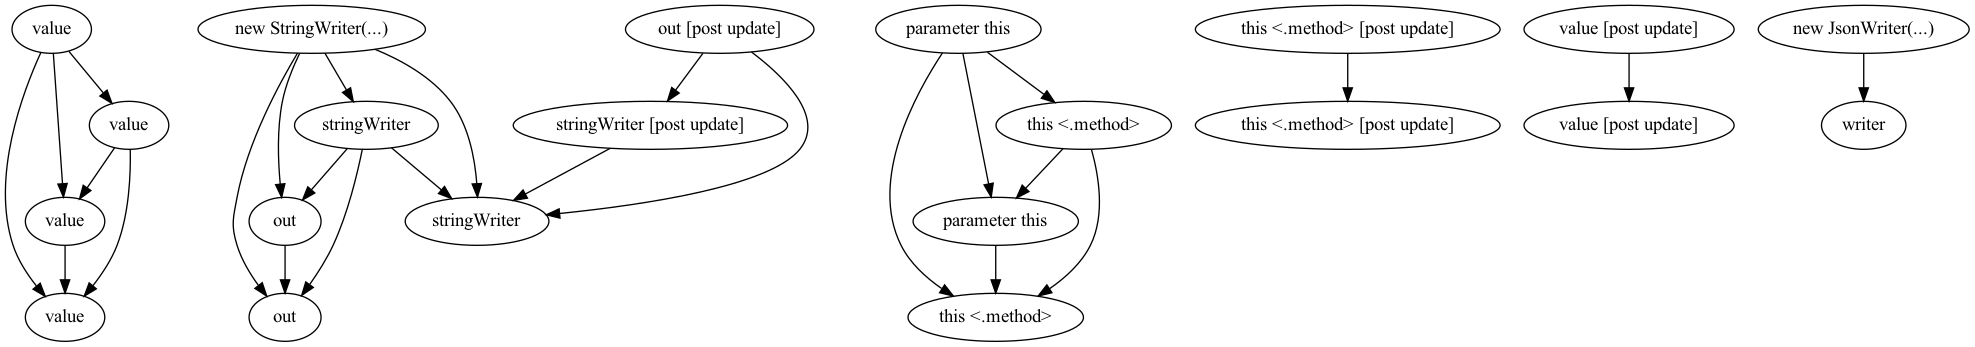 value
new StringWriter(...)
out [post update]
parameter this
this <.method> [post update]
value [post update]
new JsonWriter(...)
value
stringWriter
stringWriter [post update]
this <.method>
this <.method> [post update]
value [post update]
writer
value
out
stringWriter
parameter this
value
out
this <.method>